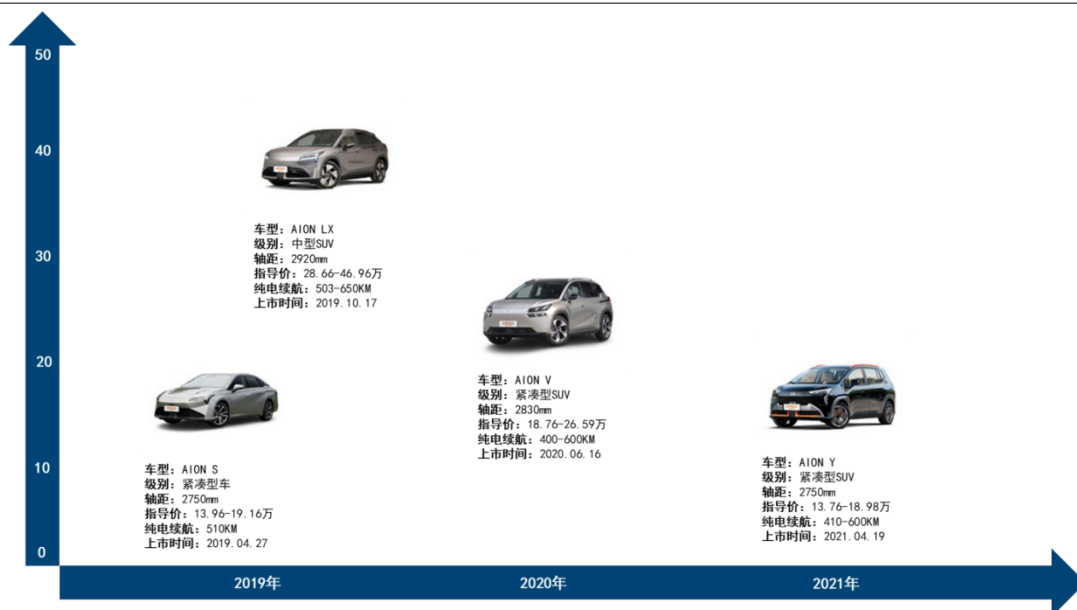 50
40
30
20
10
0
车型：AION LX
级别：中型SUV
轴距：2920mm
指导价：28.66-46.96万
纯电续航：503-650KM
上市时间：2019.10.17
车型：AION S
级别：紧凑型车
轴距：2750mm
指导价：13.96-19.16万
纯电续航：510KM
上市时间：2019.04.27
车型：AION V
级别：紧凑型SUV
轴距：2830mm
指导价：18.76-26.59万
纯电续航：400-600KM
上市时间：2020.06.16
车型：AION Y
级别：紧凑型SUV
轴距：2750mm
指导价：13.76-18.98万
纯电续航：410-600KM
上市时间：2021.04.19
2019年
2020年
2021年